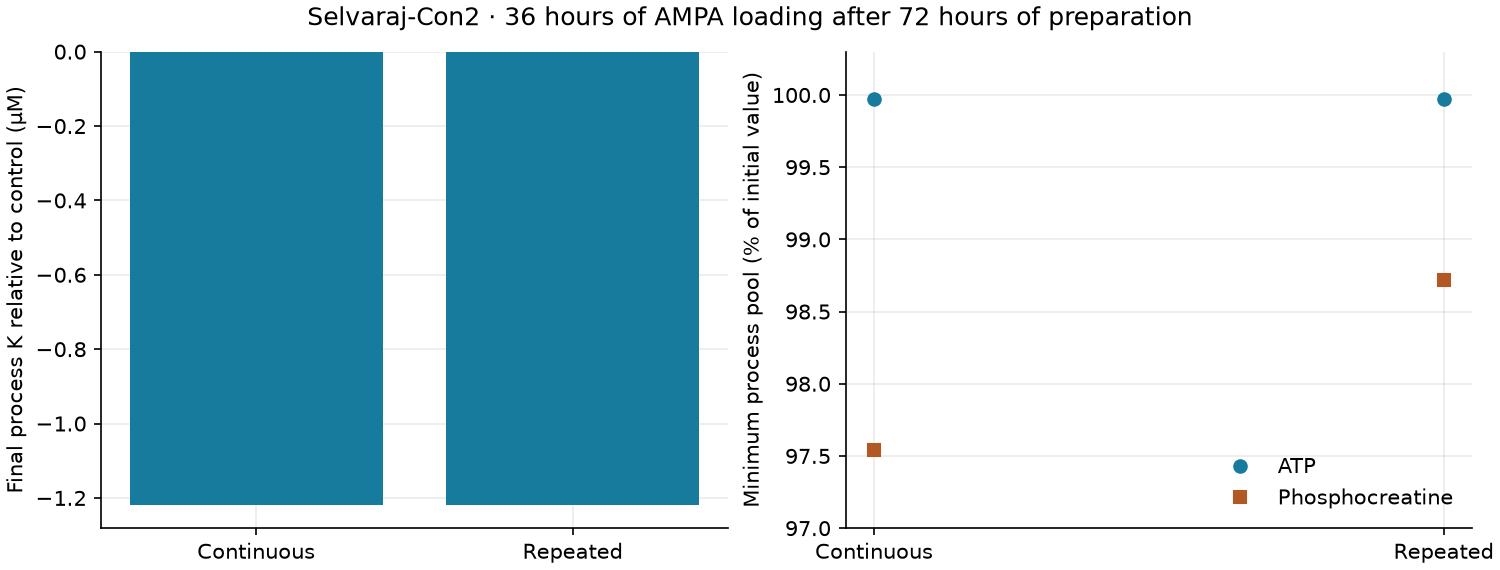 Selvaraj-Con2 · 36 hours of AMPA loading after 72 hours of preparation
Final process K relative to control (µM)
0.0
−0.2
−0.4
−0.6
−0.8
−1.0
−1.2
Continuous
Repeated
Minimum process pool (% of initial value)
100.0
99.5
99.0
98.5
98.0
97.5
97.0
Continuous
Repeated
ATP
Phosphocreatine